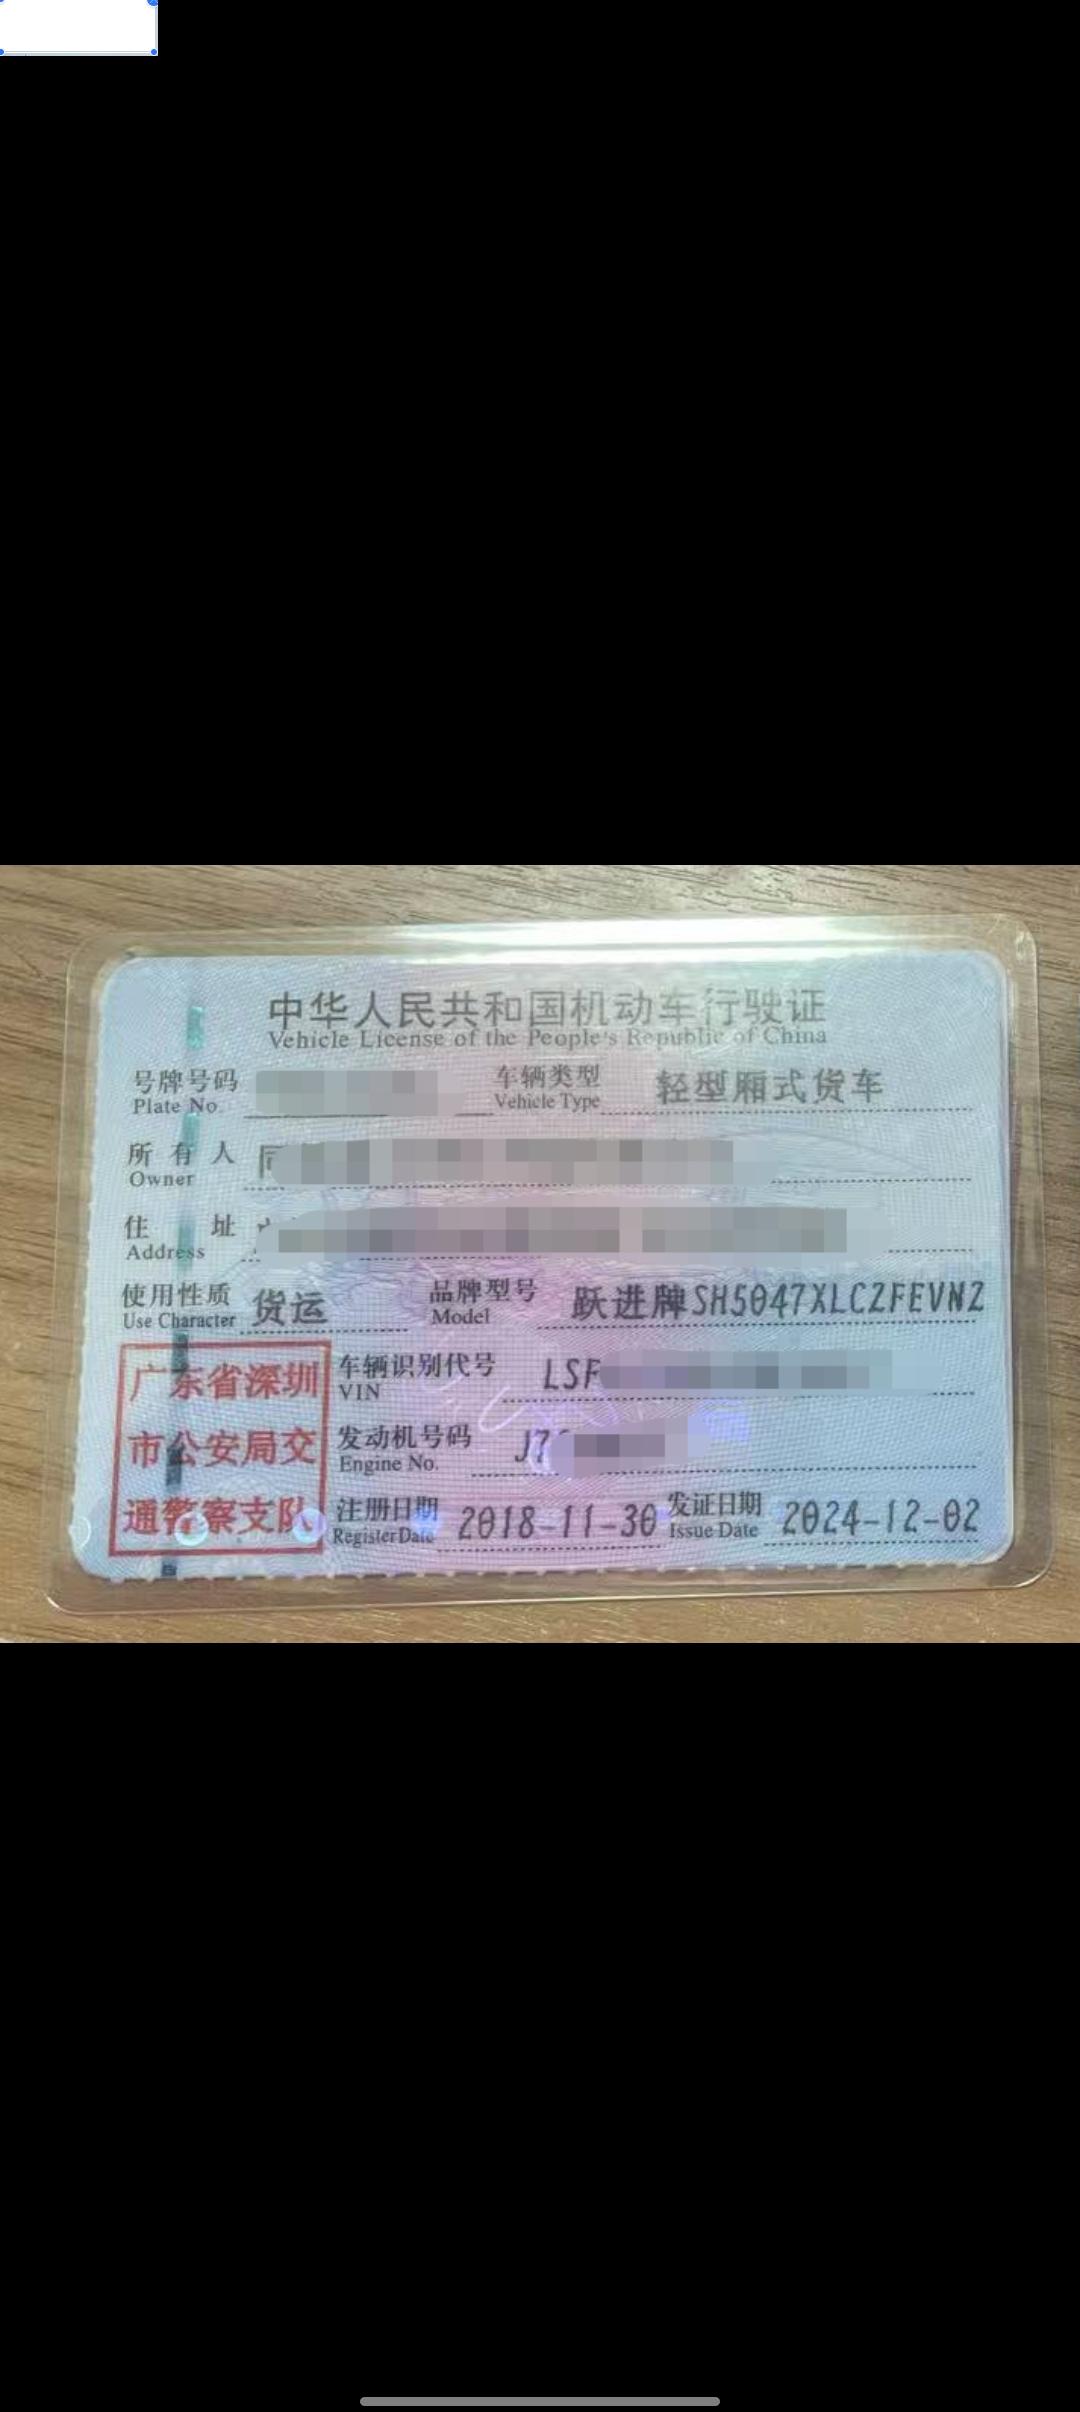 中华人民共和国机动车行驶证
Vehicle License of the People's Republic of China
号牌号码 车辆类型 轻型厢式货车
Plate No. Vehicle Type
所有人
Owner
住址
Address
使用性质 货运 品牌型号 跃进牌SH5047XLCZFEVNZ
Use Character Model
广东省深圳 车辆识别代号 LSF
VIN
市公安局交 发动机号码 J7
Engine No.
通警察支队 注册日期 2018-11-30 发证日期 2024-12-02
Register Date Issue Date